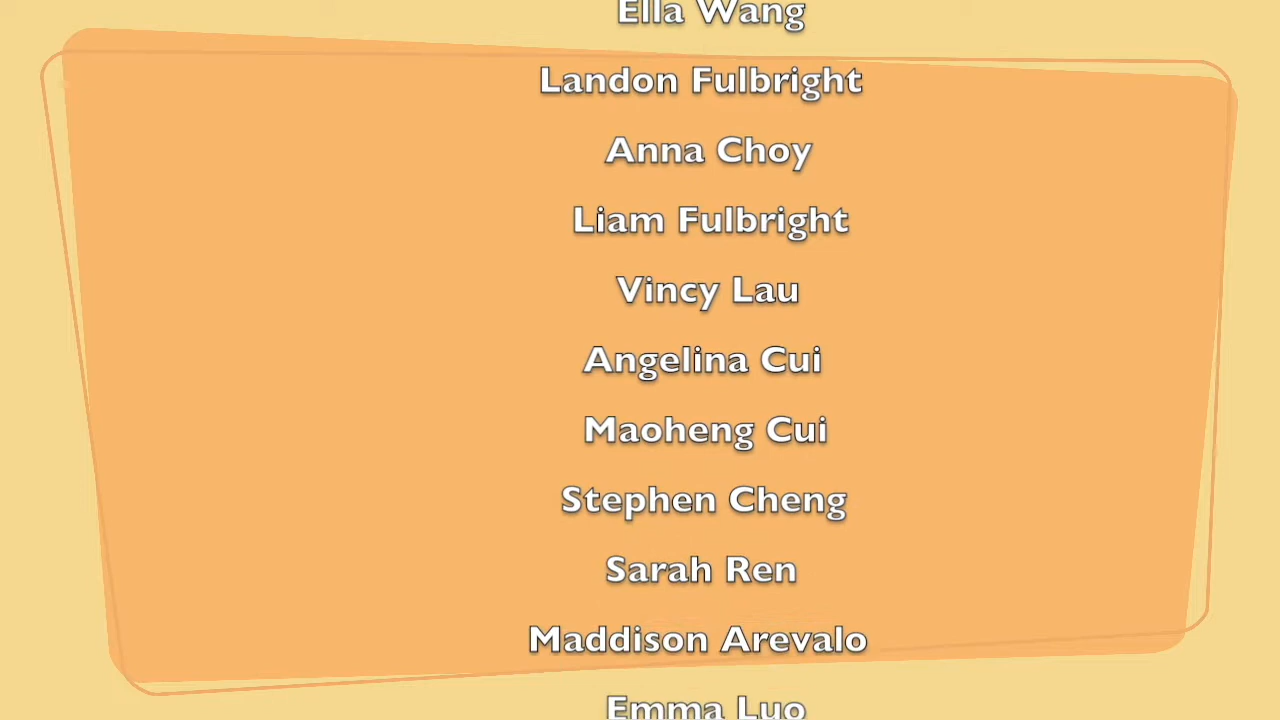 Ella Wang
Landon Fulbright
Anna Choy
Liam Fulbright
Vincy Lau
Angelina Cui
Maoheng Cui
Stephen Cheng
Sarah Ren
Maddison Arevalo
Emma Luo